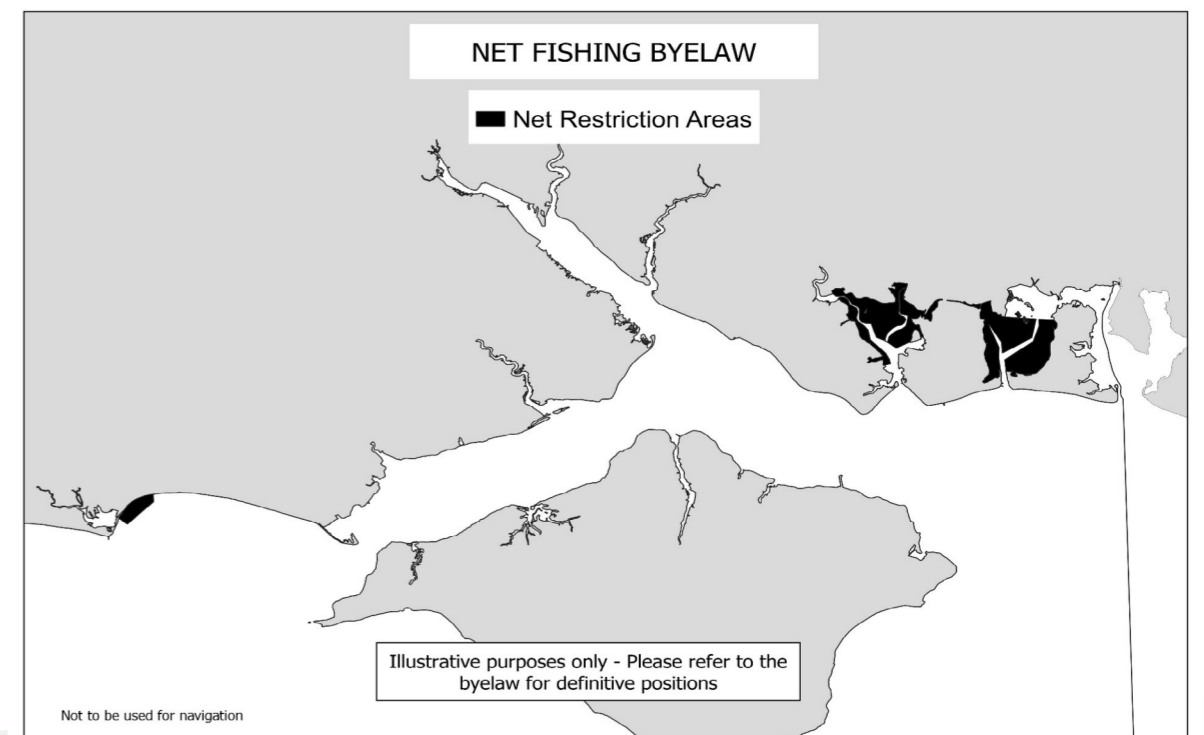 NET FISHING BYELAW
Net Restriction Areas
Illustrative purposes only - Please refer to the
byelaw for definitive positions
Not to be used for navigation